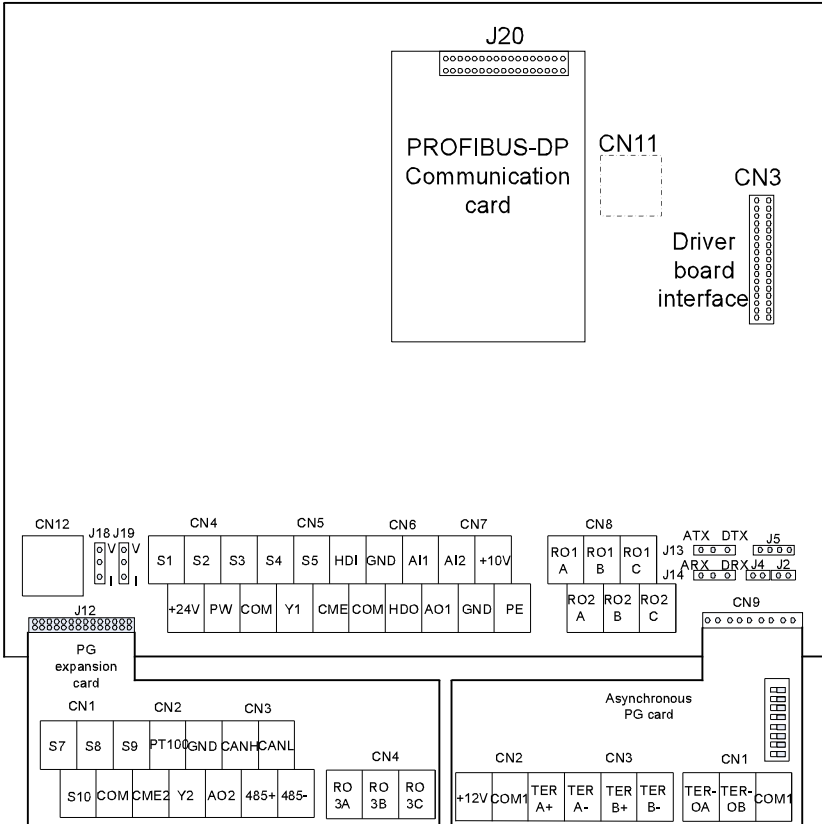 J20
PROFIBUS-DP
Communication
card
CN11
CN3
Driver
board
interface
CN12
J18 J19
V V
I I
CN4 CN5 CN6 CN7
S1 S2 S3 S4 S5 HDI GND AI1 AI2 +10V
+24V PW COM Y1 CME COM HDO AO1 GND PE
CN8
RO1 RO1 RO1
A B C
RO2 RO2 RO2
A B C
ATX DTX
J13
J5
ARX DRX
J14
J4 J2
J12
CN9
PG
expansion
card
CN1 CN2 CN3
S7 S8 S9 PT100 GND CANH CANL
S10 COM CME2 Y2 AO2 485+ 485-
CN4
RO RO RO
3A 3B 3C
Asynchronous
PG card
CN2 CN3 CN1
+12V COM1 TER TER TER TER TER- TER- COM1
A+ A- B+ B- OA OB